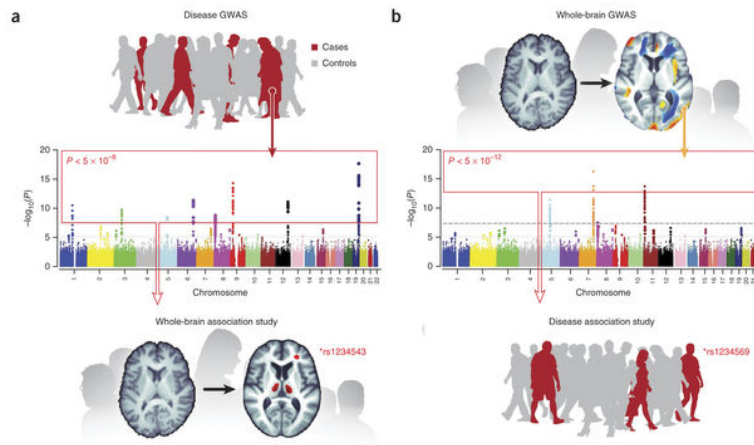 a
Disease GWAS
Cases
Controls
P < 5 × 10⁻⁸
20
15
10
5
0
–log₁₀(P)
1 2 3 4 5 6 7 8 9 10 11 12 13 14 15 16 17 18 19 20 21 22
Chromosome
Whole-brain association study
*rs1234543
b
Whole-brain GWAS
P < 5 × 10⁻¹²
20
15
10
5
0
–log₁₀(P)
1 2 3 4 5 6 7 8 9 10 11 12 13 14 15 16 17 18 19 20
Chromosome
Disease association study
*rs1234569